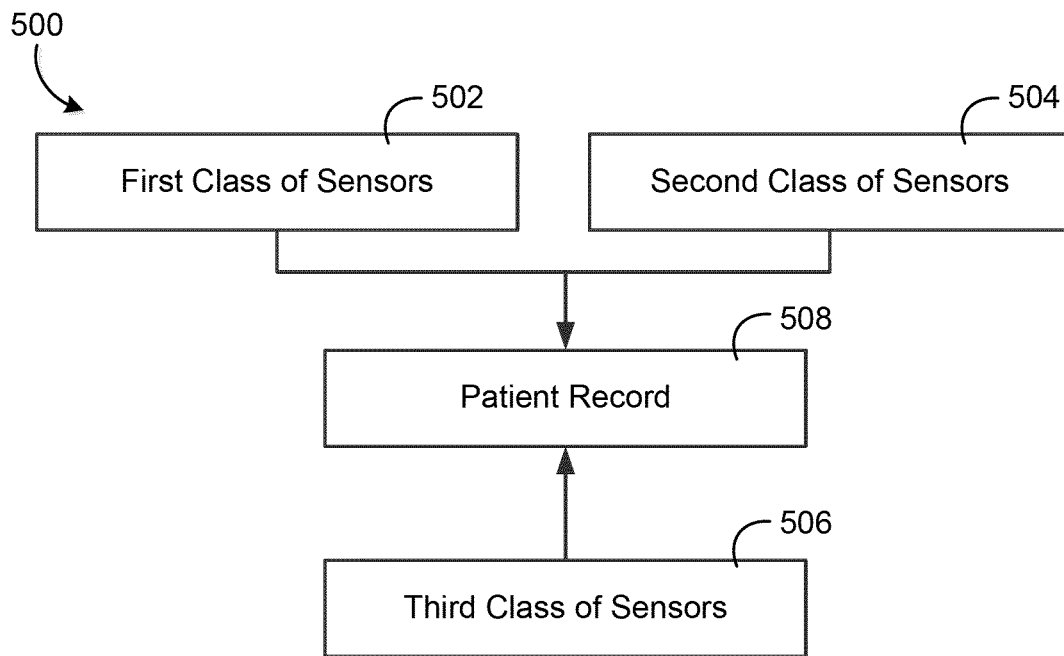 500
502
504
First Class of Sensors
Second Class of Sensors
508
Patient Record
506
Third Class of Sensors